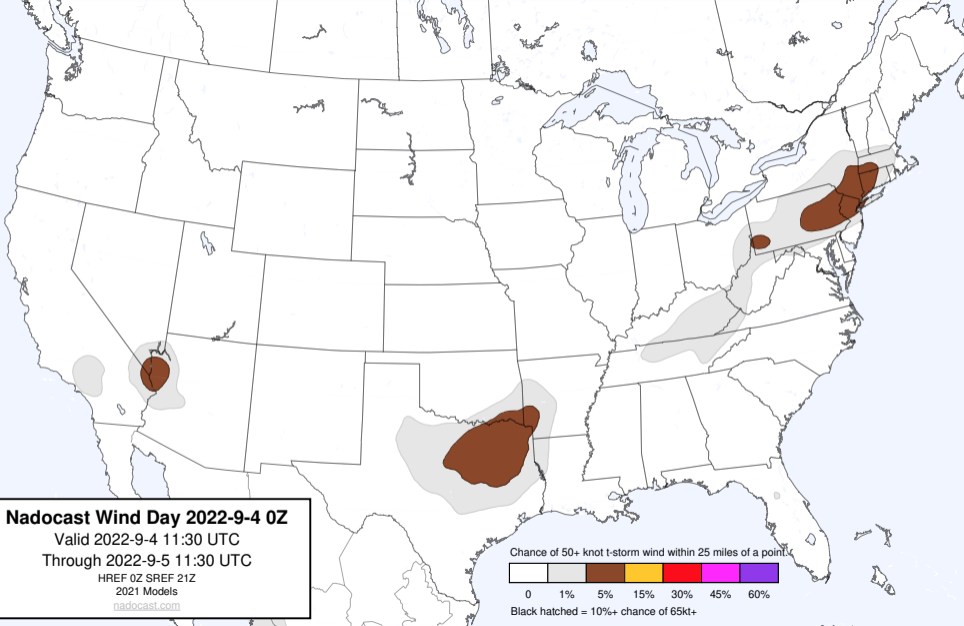 Nadocast Wind Day 2022-9-4 0Z
Valid 2022-9-4 11:30 UTC
Through 2022-9-5 11:30 UTC
HREF 0Z SREF 21Z
2021 Models
nadocast.com
Chance of 50+ knot t-storm wind within 25 miles of a point.
0 1% 5% 15% 30% 45% 60%
Black hatched = 10%+ chance of 65kt+